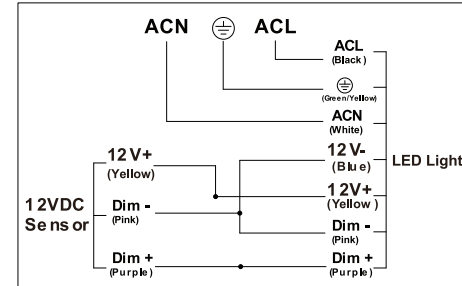 ACN ACL
ACL
(Black)
(Green/Yellow)
ACN
(White)
12V-
(Blue)
12V+
(Yellow)
LED Light
12V+
(Yellow)
12VDC
Sensor
Dim -
(Pink)
Dim -
(Pink)
Dim +
(Purple)
Dim +
(Purple)